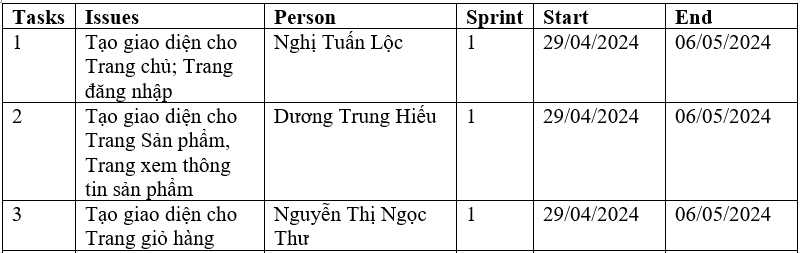 Tasks Issues Person Sprint Start End
1 Tạo giao diện cho Nghị Tuấn Lộc 1 29/04/2024 06/05/2024
Trang chủ; Trang
đăng nhập
2 Tạo giao diện cho Dương Trung Hiếu 1 29/04/2024 06/05/2024
Trang Sản phẩm,
Trang xem thông
tin sản phẩm
3 Tạo giao diện cho Nguyễn Thị Ngọc 1 29/04/2024 06/05/2024
Trang giỏ hàng Thư